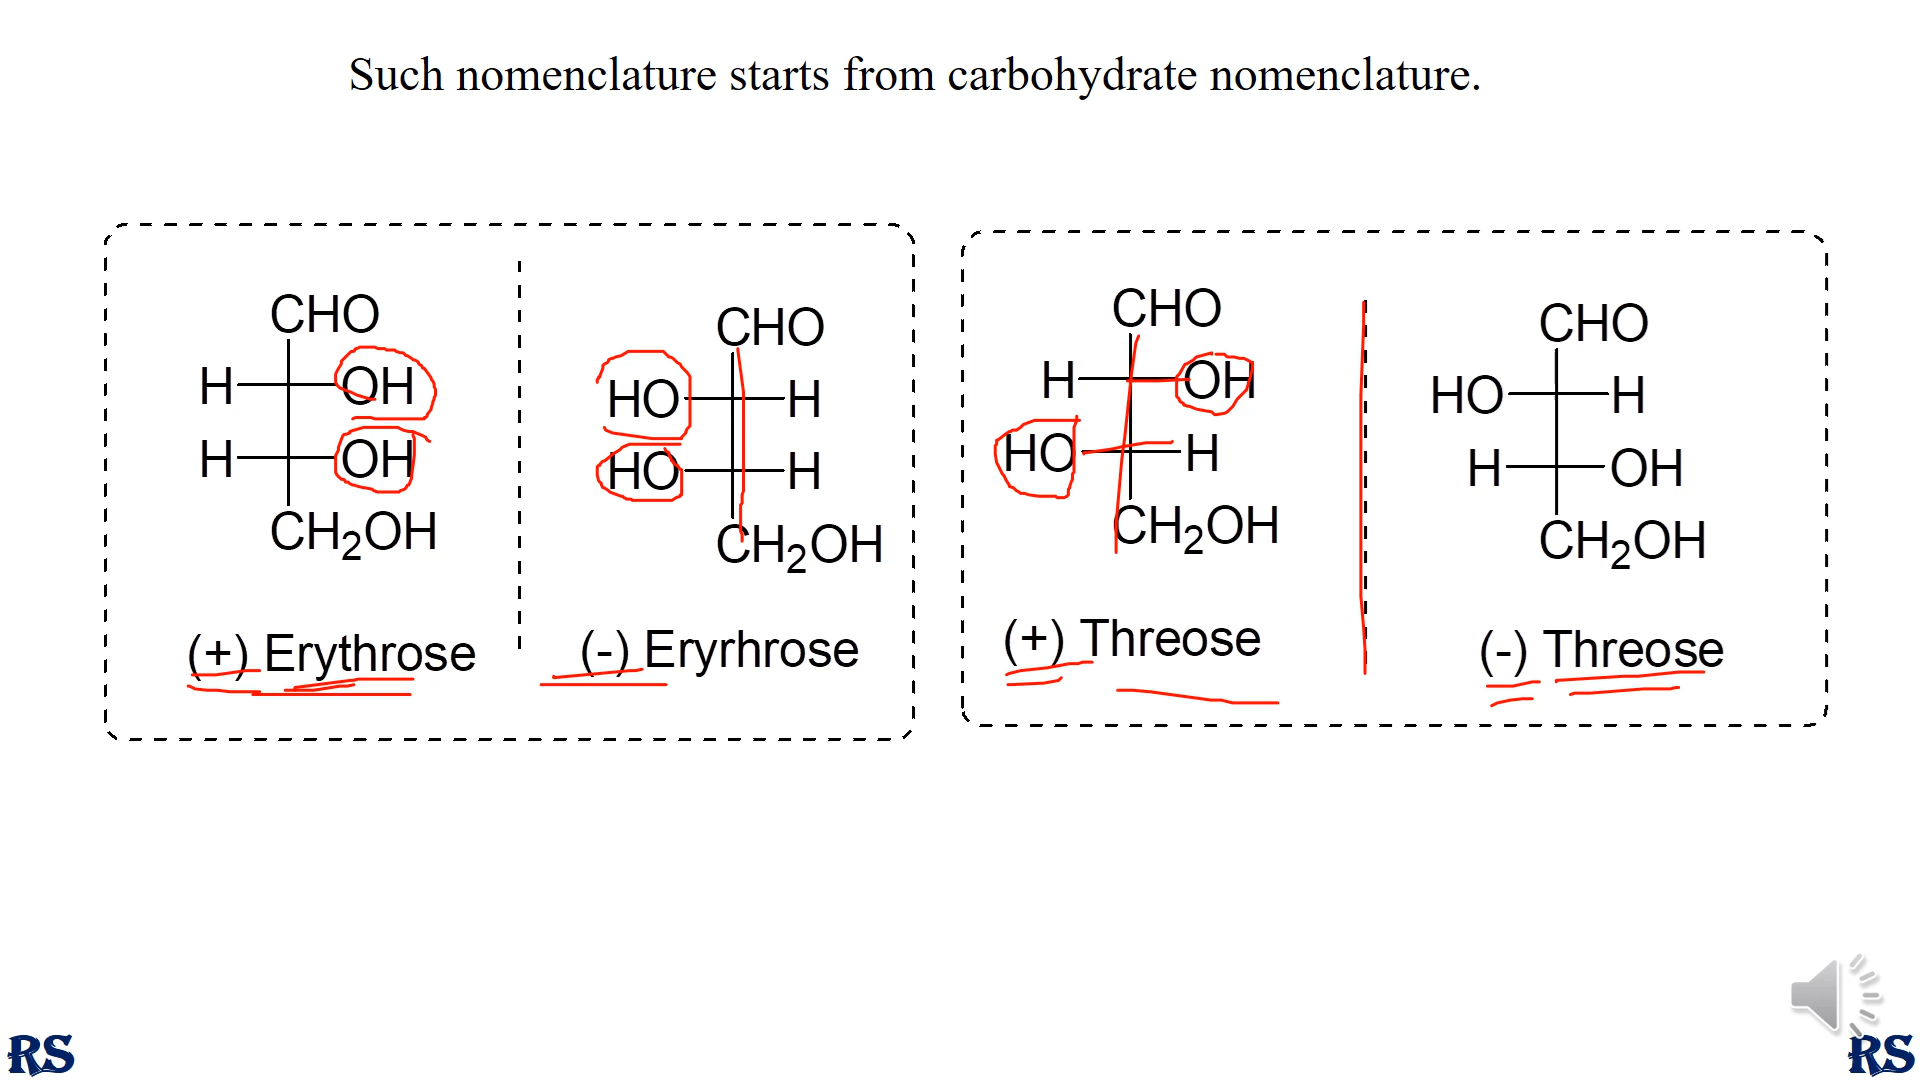 Such nomenclature starts from carbohydrate nomenclature.
CHO
H OH
H OH
CH2OH
(+) Erythrose
CHO
HO H
HO H
CH2OH
(-) Eryrhrose
CHO
H OH
HO H
CH2OH
(+) Threose
CHO
HO H
H OH
CH2OH
(-) Threose
RS
RS